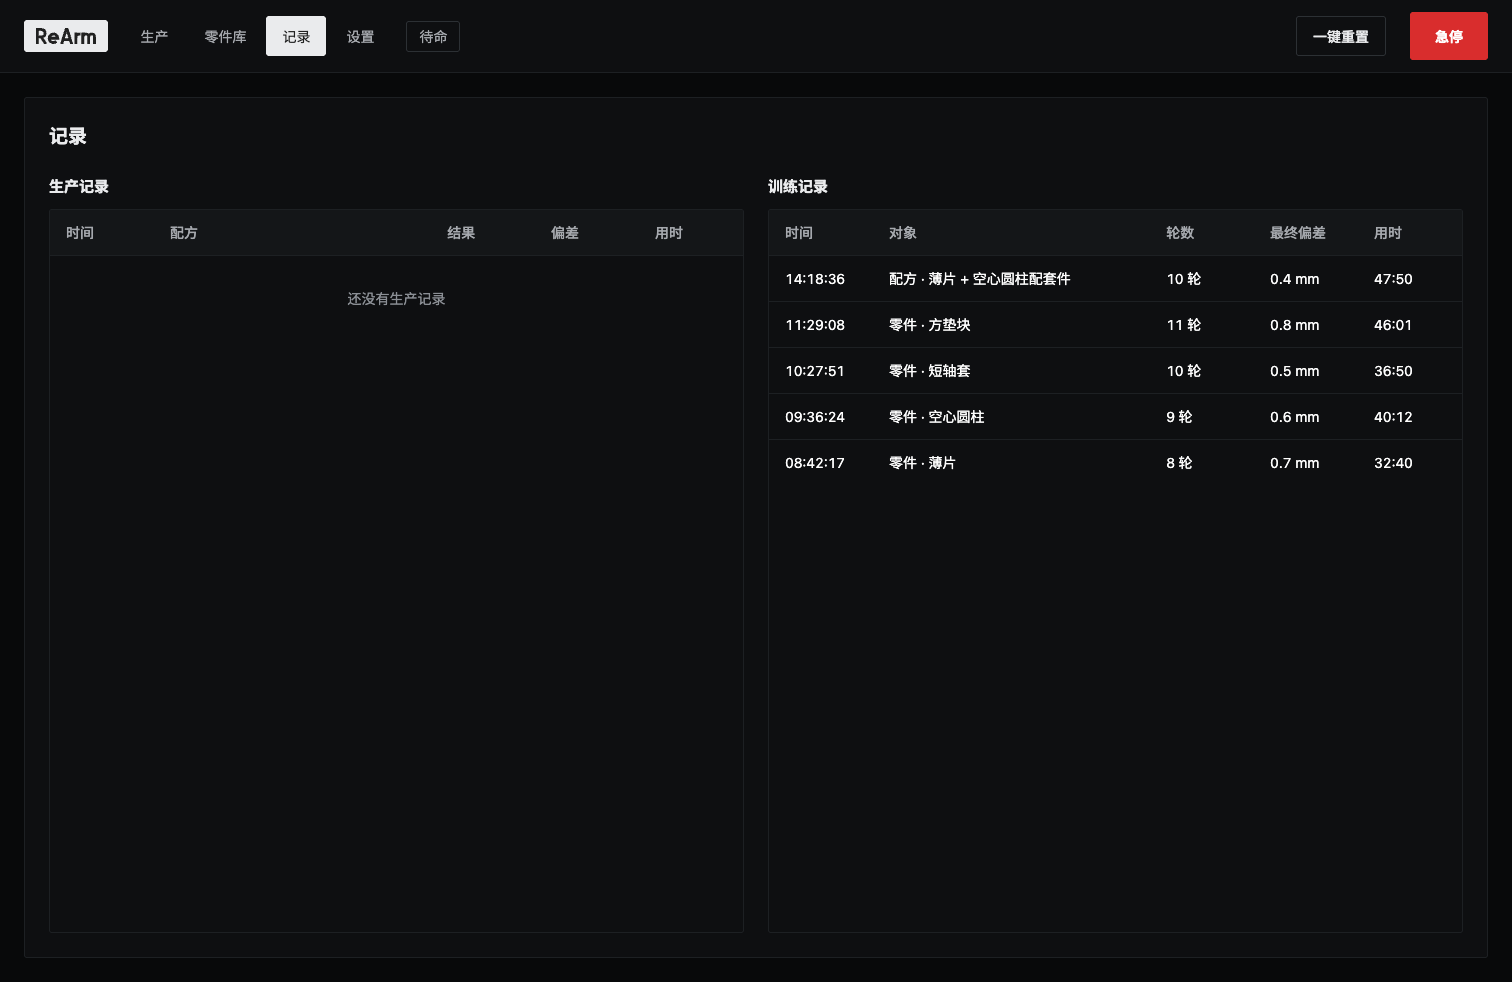 ReArm 生产 零件库 记录 设置 待命 一键重置 急停
记录
生产记录
时间 配方 结果 偏差 用时
还没有生产记录
训练记录
时间 对象 轮数 最终偏差 用时
14:18:36 配方 · 薄片 + 空心圆柱配套件 10 轮 0.4 mm 47:50
11:29:08 零件 · 方垫块 11 轮 0.8 mm 46:01
10:27:51 零件 · 短轴套 10 轮 0.5 mm 36:50
09:36:24 零件 · 空心圆柱 9 轮 0.6 mm 40:12
08:42:17 零件 · 薄片 8 轮 0.7 mm 32:40